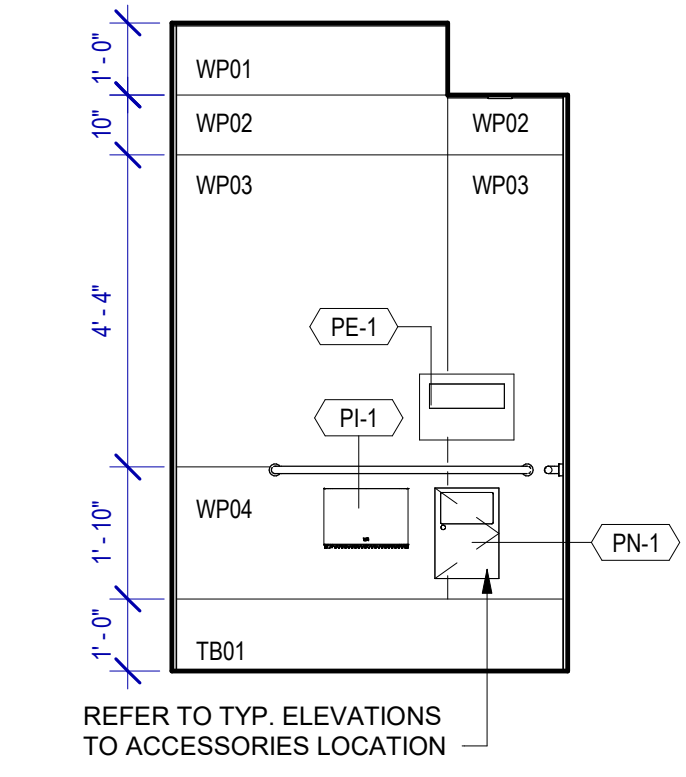 1' - 0"
WP01
10"
WP02 WP02
WP03 WP03
4' - 4"
PE-1
PI-1
1' - 10"
WP04
PN-1
1' - 0"
TB01
REFER TO TYP. ELEVATIONS
TO ACCESSORIES LOCATION